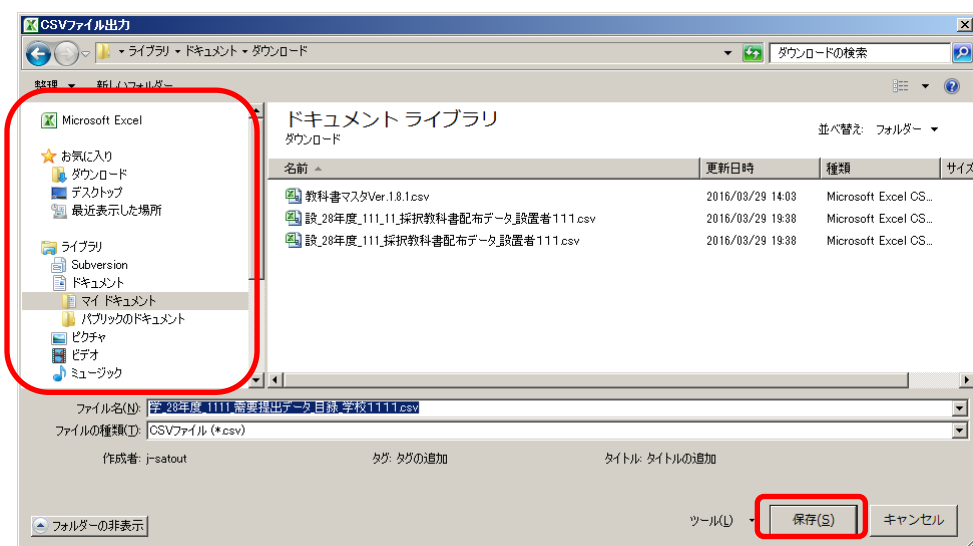 CSVファイル出力
ライブラリ ▾ ドキュメント ▾ ダウンロード
ダウンロードの検索
整理 ▾ 新しいフォルダー
Microsoft Excel
お気に入り
ダウンロード
デスクトップ
最近表示した場所
ライブラリ
Subversion
ドキュメント
マイ ドキュメント
パブリックのドキュメント
ピクチャ
ビデオ
ミュージック
ドキュメント ライブラリ
ダウンロード
並べ替え: フォルダー ▾
名前 更新日時 種類 サイズ
教科書マスタVer.1.8.1.csv 2016/03/29 14:03 Microsoft Excel CS...
設_28年度_111_11_採択教科書配布データ_設置者111.csv 2016/03/29 19:38 Microsoft Excel CS...
設_28年度_111_採択教科書配布データ_設置者111.csv 2016/03/29 19:38 Microsoft Excel CS...
ファイル名(N): 学_28年度_1111_需要提出データ_目録_学校1111.csv
ファイルの種類(T): CSVファイル (*.csv)
作成者: j-satout タグ: タグの追加 タイトル: タイトルの追加
フォルダーの非表示 ツール(L) 保存(S) キャンセル